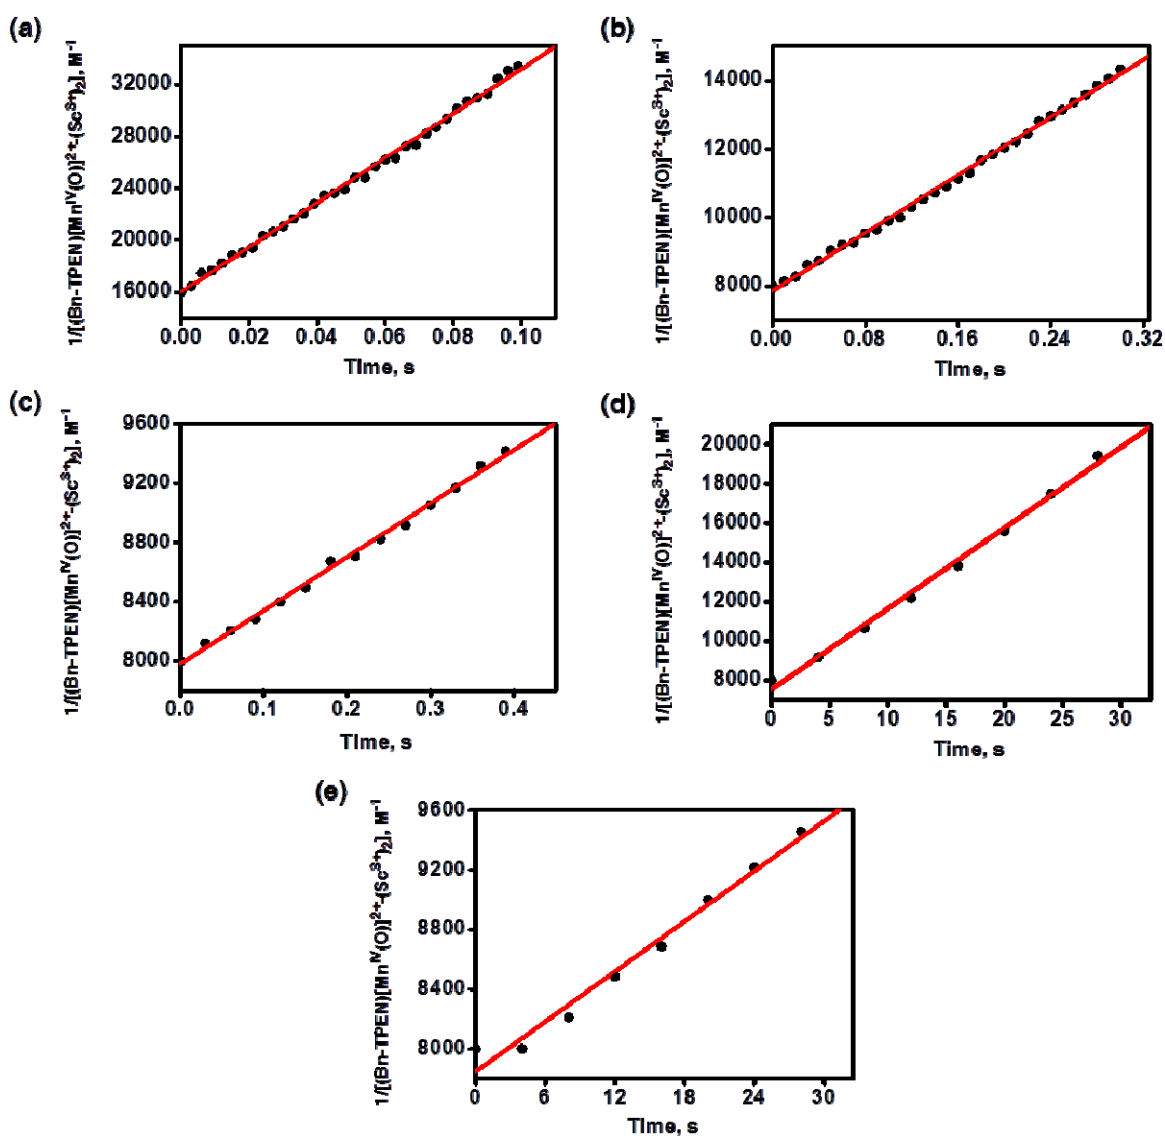 (a)
1/[(Bn-TPEN)[Mn^IV(O)]^2+-(Sc^3+)_2], M^-1
32000
28000
24000
20000
16000
0.00 0.02 0.04 0.06 0.08 0.10
Time, s
(b)
1/[(Bn-TPEN)[Mn^IV(O)]^2+-(Sc^3+)_2], M^-1
14000
12000
10000
8000
0.00 0.08 0.16 0.24 0.32
Time, s
(c)
1/[(Bn-TPEN)[Mn^IV(O)]^2+-(Sc^3+)_2], M^-1
9600
9200
8800
8400
8000
0.0 0.1 0.2 0.3 0.4
Time, s
(d)
1/[(Bn-TPEN)[Mn^IV(O)]^2+-(Sc^3+)_2], M^-1
20000
18000
16000
14000
12000
10000
8000
0 5 10 15 20 25 30
Time, s
(e)
1/[(Bn-TPEN)[Mn^IV(O)]^2+-(Sc^3+)_2], M^-1
9600
9200
8800
8400
8000
0 6 12 18 24 30
Time, s